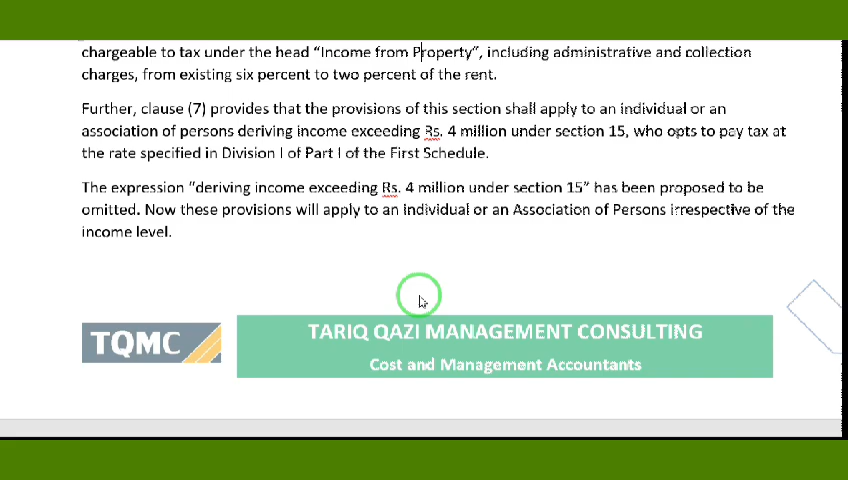 chargeable to tax under the head “Income from Property”, including administrative and collection
charges, from existing six percent to two percent of the rent.
Further, clause (7) provides that the provisions of this section shall apply to an individual or an
association of persons deriving income exceeding Rs. 4 million under section 15, who opts to pay tax at
the rate specified in Division I of Part I of the First Schedule.
The expression “deriving income exceeding Rs. 4 million under section 15” has been proposed to be
omitted. Now these provisions will apply to an individual or an Association of Persons irrespective of the
income level.
TQMC
TARIQ QAZI MANAGEMENT CONSULTING
Cost and Management Accountants